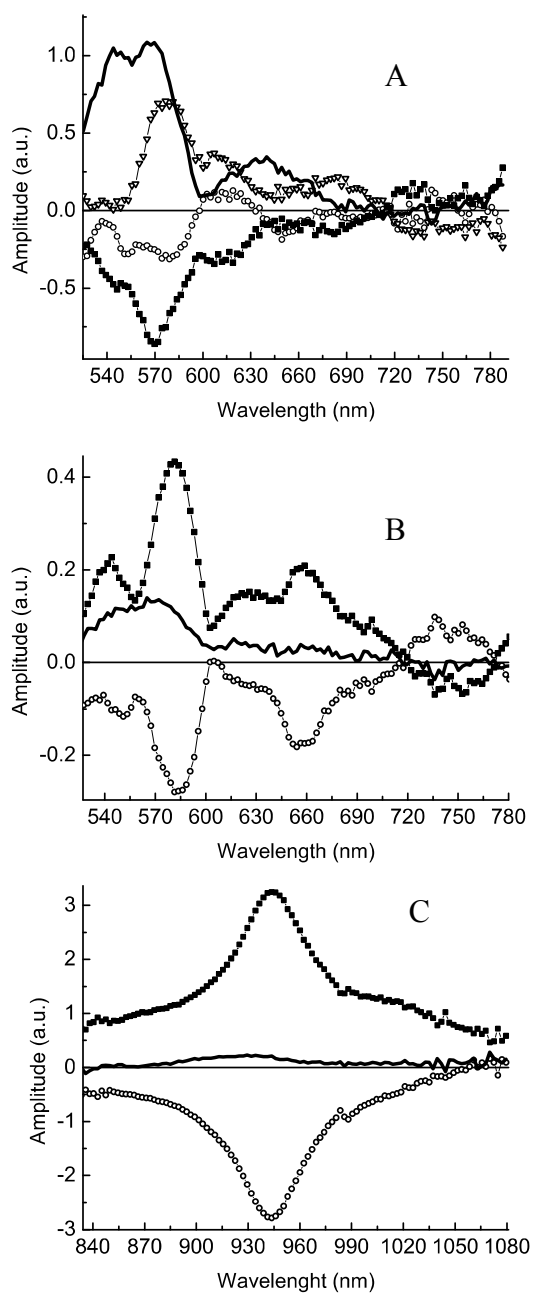 A
1.0
0.5
0.0
-0.5
Amplitude (a.u.)
540 570 600 630 660 690 720 750 780
Wavelength (nm)
B
0.4
0.2
0.0
-0.2
Amplitude (a.u.)
540 570 600 630 660 690 720 750 780
Wavelength (nm)
C
3
2
1
0
-1
-2
-3
Amplitude (a.u.)
840 870 900 930 960 990 1020 1050 1080
Wavelenght (nm)